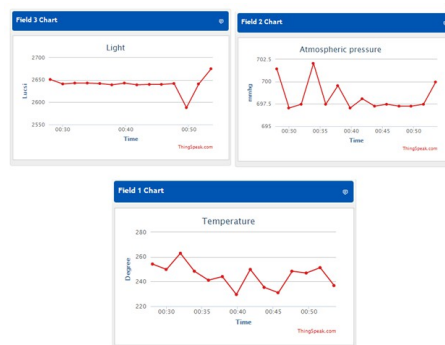 Field 3 Chart
Light
2700
2650
2600
2550
Luxsi
00:30
00:40
00:50
Time
ThingSpeak.com
Field 2 Chart
Atmospheric pressure
702.5
700
697.5
695
mmHg
00:30
00:35
00:40
00:45
00:50
Time
ThingSpeak.com
Field 1 Chart
Temperature
280
260
240
220
Degree
00:30
00:35
00:40
00:45
00:50
Time
ThingSpeak.com